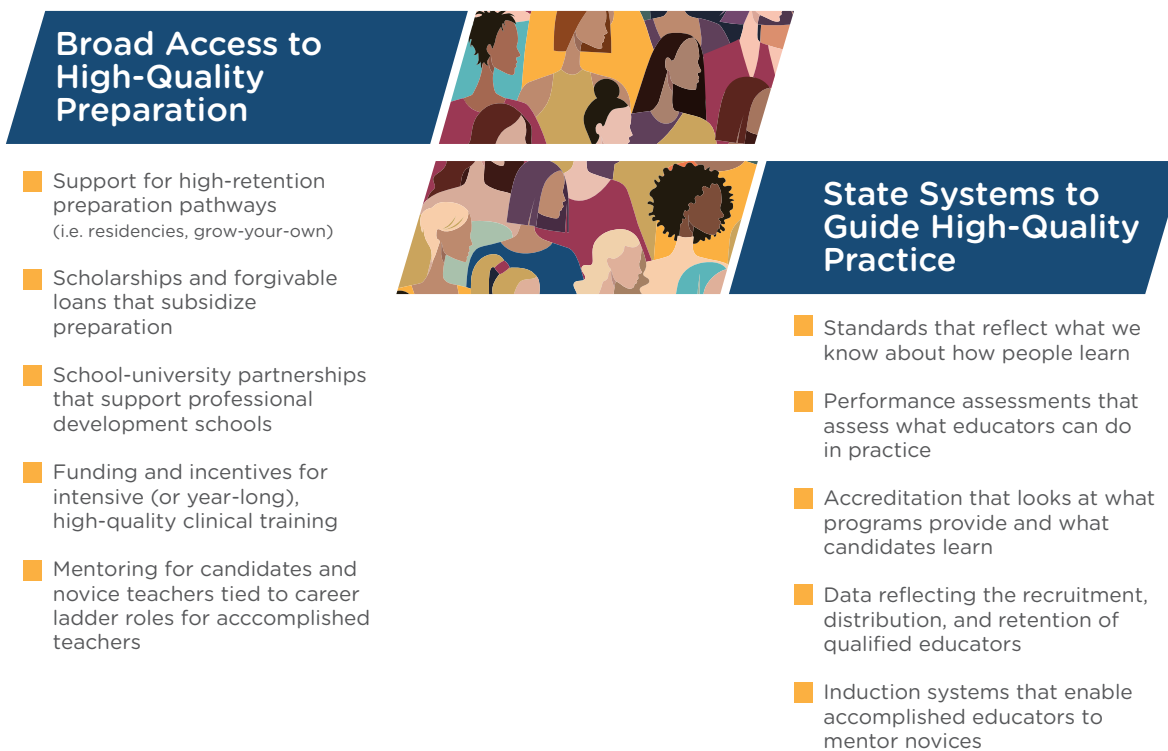 Broad Access to
High-Quality
Preparation
Support for high-retention
preparation pathways
(i.e. residencies, grow-your-own)
Scholarships and forgivable
loans that subsidize
preparation
School-university partnerships
that support professional
development schools
Funding and incentives for
intensive (or year-long),
high-quality clinical training
Mentoring for candidates and
novice teachers tied to career
ladder roles for acccomplished
teachers
State Systems to
Guide High-Quality
Practice
Standards that reflect what we
know about how people learn
Performance assessments that
assess what educators can do
in practice
Accreditation that looks at what
programs provide and what
candidates learn
Data reflecting the recruitment,
distribution, and retention of
qualified educators
Induction systems that enable
accomplished educators to
mentor novices